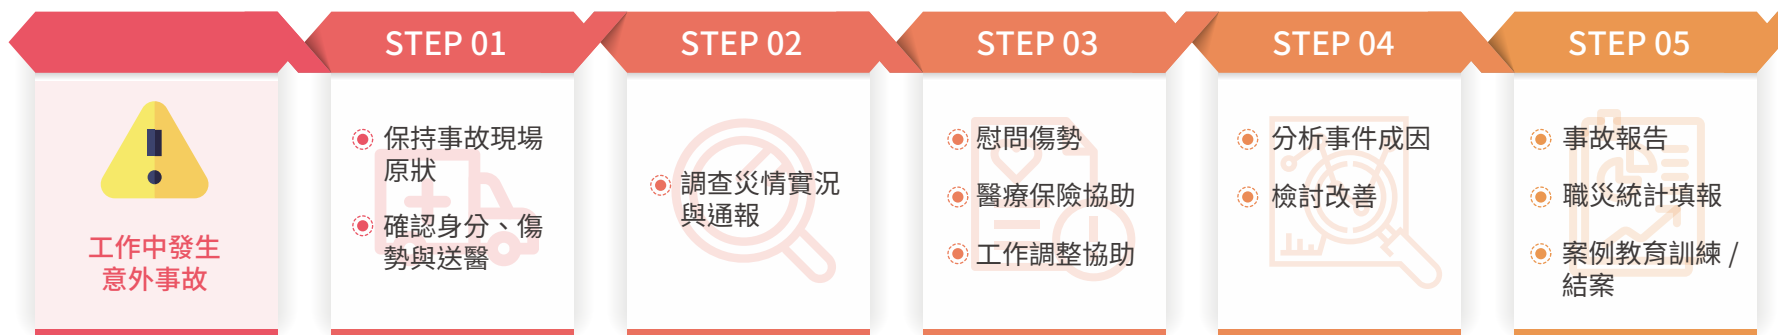 工作中發生
意外事故
STEP 01
保持事故現場
原狀
確認身分、傷
勢與送醫
STEP 02
調查災情實況
與通報
STEP 03
慰問傷勢
醫療保險協助
工作調整協助
STEP 04
分析事件成因
檢討改善
STEP 05
事故報告
職災統計填報
案例教育訓練 /
結案